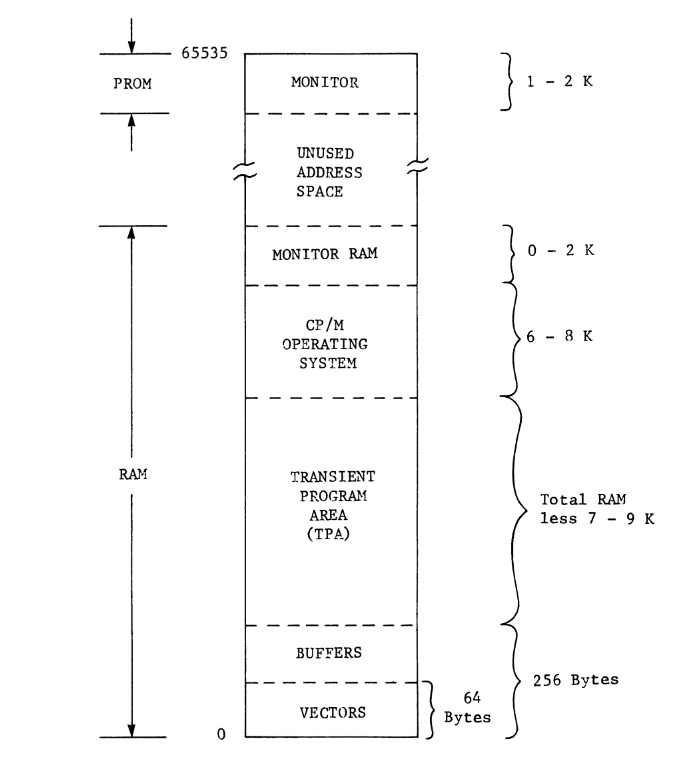 65535
PROM
MONITOR
1 - 2 K
UNUSED
ADDRESS
SPACE
MONITOR RAM
0 - 2 K
CP/M
OPERATING
SYSTEM
6 - 8 K
RAM
TRANSIENT
PROGRAM
AREA
(TPA)
Total RAM
less 7 - 9 K
BUFFERS
256 Bytes
VECTORS
64
Bytes
0